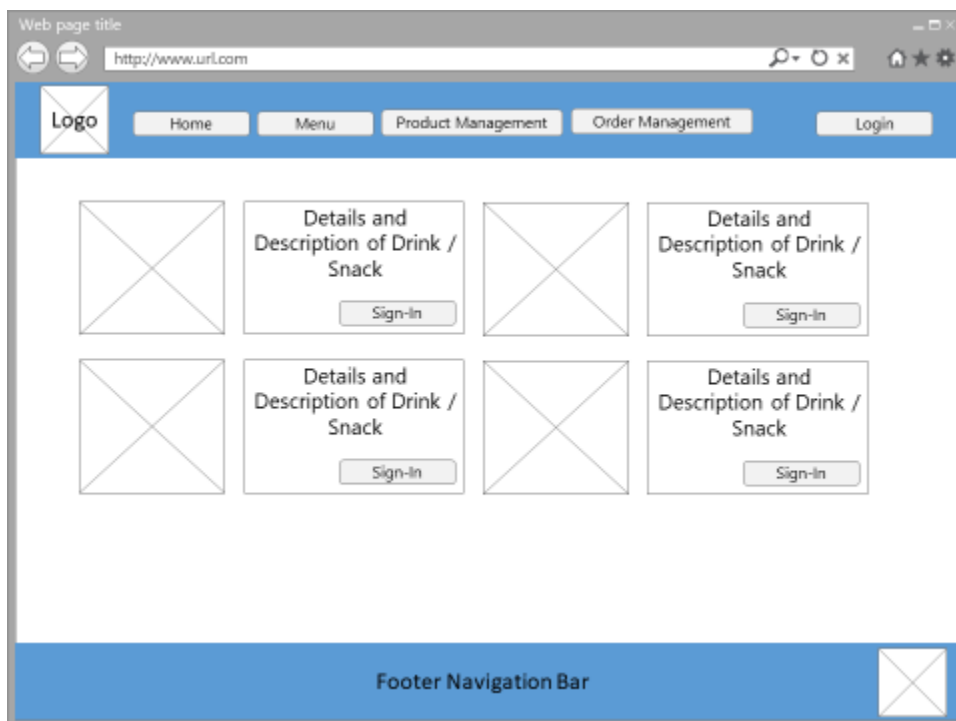 Web page title
http://www.url.com
Logo
Home
Menu
Product Management
Order Management
Login
Details and
Description of Drink /
Snack
Sign-In
Details and
Description of Drink /
Snack
Sign-In
Details and
Description of Drink /
Snack
Sign-In
Details and
Description of Drink /
Snack
Sign-In
Footer Navigation Bar